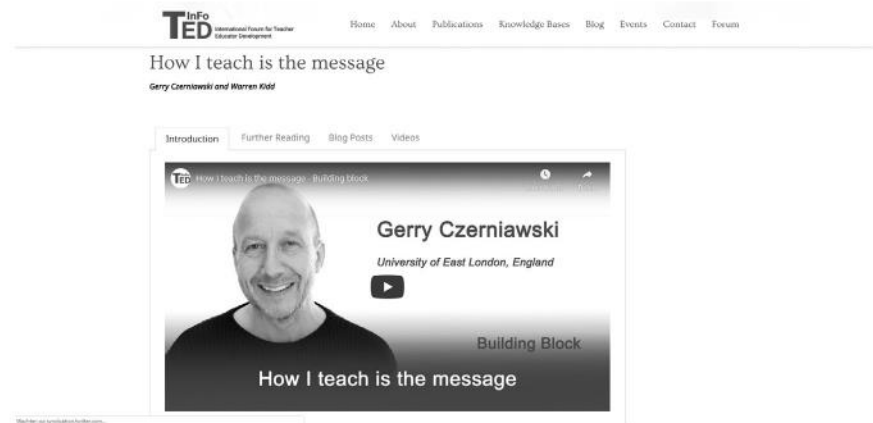 InFo
TED
International Forum for Teacher
Educator Development
Home About Publications Knowledge Bases Blog Events Contact Forum
How I teach is the message
Gerry Czerniawski and Warren Kidd
Introduction Further Reading Blog Posts Videos
TED How I teach is the message - Building block
Gerry Czerniawski
University of East London, England
Building Block
How I teach is the message